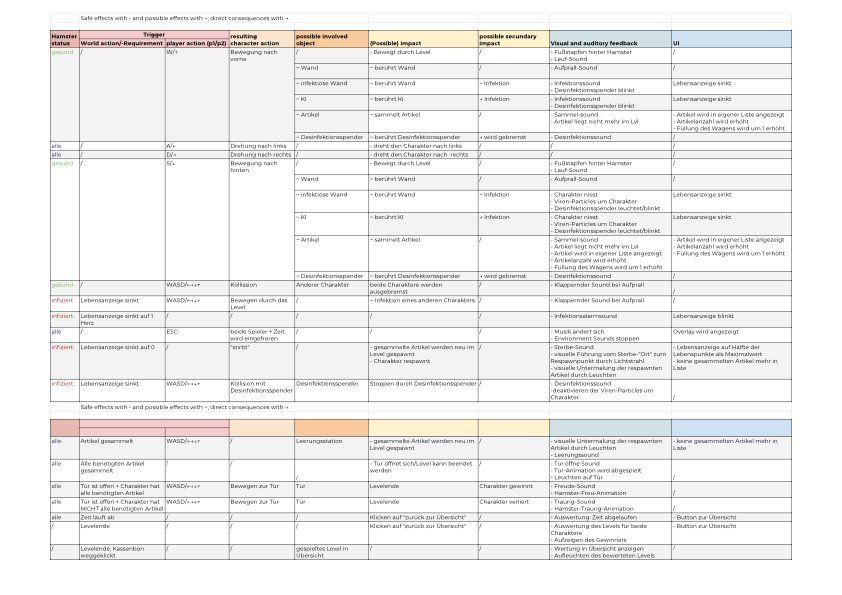 Safe effects with - and possible effects with ~; direct consequences with →
Hamster status
Trigger
World action/-Requirement
player action (p1/p2)
resulting character action
possible involved object
(Possible) impact
possible secundary impact
Visual and auditory feedback
UI
gesund / W/↑ Bewegung nach vorne / - Bewegt durch Level / - Fußstapfen hinter Hamster /
- Lauf-Sound
~ Wand ~ berührt Wand / - Aufprall-Sound /
~ infektiöse Wand ~ berührt Wand ~ Infektion - Infektionssound Lebensanzeige sinkt
- Desinfektionsspender blinkt
~ KI ~ berührt KI + Infektion - Infektionssound Lebensanzeige sinkt
- Desinfektionsspender blinkt
~ Artikel ~ sammelt Artikel / - Sammel-sound - Artikel wird in eigener Liste angezeigt
- Artikel liegt nicht mehr im Lvl - Artikelanzahl wird erhöht
- Füllung des Wagens wird um 1 erhöht
~ Desinfektionsspender ~ berührt Desinfektionsspender + wird gebremst - Desinfektionssound /
alle / A/← Drehung nach links / - dreht den Charakter nach links / / /
alle / D/→ Drehung nach rechts / - dreht den Charakter nach rechts / / /
gesund / S/↓ Bewegung nach hinten / - Bewegt durch Level / - Fußstapfen hinter Hamster /
- Lauf-Sound
~ Wand ~ berührt Wand / - Aufprall-Sound /
~ infektiöse Wand ~ berührt Wand ~ Infektion - Charakter niest Lebensanzeige sinkt
- Viren-Particles um Charakter
- Desinfektionsspender leuchtet/blinkt
~ KI ~ berührt KI + Infektion - Charakter niest Lebensanzeige sinkt
- Viren-Particles um Charakter
- Desinfektionsspender leuchtet/blinkt
~ Artikel ~ sammelt Artikel / - Sammel-sound - Artikel wird in eigener Liste angezeigt
- Artikel liegt nicht mehr im Lvl - Artikelanzahl wird erhöht
- Artikel wird in eigener Liste angezeigt - Füllung des Wagens wird um 1 erhöht
- Artikelanzahl wird erhöht
- Füllung des Wagens wird um 1 erhöht
~ Desinfektionsspender ~ berührt Desinfektionsspender + wird gebremst - Desinfektionssound /
gesund / WASD/←↑→↓ Kollission Anderer Charakter beide Charaktere werden ausgebremst / - Klappernder Sound bei Aufprall /
infiziert Lebensanzeige sinkt WASD/←↑→↓ Bewegen durch das Level / ~ Infektion eines anderen Charakters / - Klappernder Sound bei Aufprall /
infiziert Lebensanzeige sinkt auf 1 Herz / / / / / - Infektionsalarmsound Lebensanzeige blinkt
alle / ESC beide Spieler + Zeit wird eingefroren / / / - Musik ändert sich Overlay wird angezeigt
- Environment Sounds stoppen
infiziert Lebensanzeige sinkt auf 0 / "stirbt" / - gesammelte Artikel werden neu im Level gespawnt / - Sterbe-Sound - Lebensanzeige auf Hälfte der Lebenspunkte als Maximalwert
- Charakter respawnt - visuelle Führung vom Sterbe-"Ort" zum Respawnpunkt durch Lichtstrahl - keine gesammelten Artikel mehr in Liste
- visuelle Untermalung der respawnten Artikel durch Leuchten
infiziert Lebensanzeige sinkt WASD/←↑→↓ Kollision mit Desinfektionsspender Desinfektionsspender Stoppen durch Desinfektionsspender / - Desinfektionssound /
-deaktivieren der Viren-Particles um Charakter
Safe effects with - and possible effects with ~; direct consequences with →
alle Artikel gesammelt WASD/←↑→↓ / Leerungsstation - gesammelte Artikel werden neu im Level gespawnt / - visuelle Untermalung der respawnten Artikel durch Leuchten - keine gesammelten Artikel mehr in Liste
- Leerungssound
alle Alle benötigten Artikel gesammelt / / / - Tür öffnet sich/Level kann beendet werden / - Tür öffne Sound /
- Tür-Animation wird abgespielt
- Leuchten auf Tür
alle Tür ist offen + Charakter hat alle benötigten Artikel WASD/←↑→↓ Bewegen zur Tür Tür Levelende Charakter gewinnt - Freude-Sound /
- Hamster-Freu-Animation
alle Tür ist offen + Charakter hat NICHT alle benötigten Artikel WASD/←↑→↓ Bewegen zur Tür Tür Levelende Charakter verliert - Traurig-Sound /
- Hamster-Traurig-Animation
alle Zeit läuft ab / / / Klicken auf "zurück zur Übersicht" / - Auswertung: Zeit abgelaufen - Button zur Übersicht
/ Levelende / / / Klicken auf "zurück zur Übersicht" / - Auswertung des Levels für beide Charaktere - Button zur Übersicht
- Aufzeigen des Gewinners
/ Levelende, Kassenbon weggeklickt / / gespieltes Level in Übersicht / / - Wertung in Übersicht anzeigen /
- Aufleuchten des bewerteten Levels